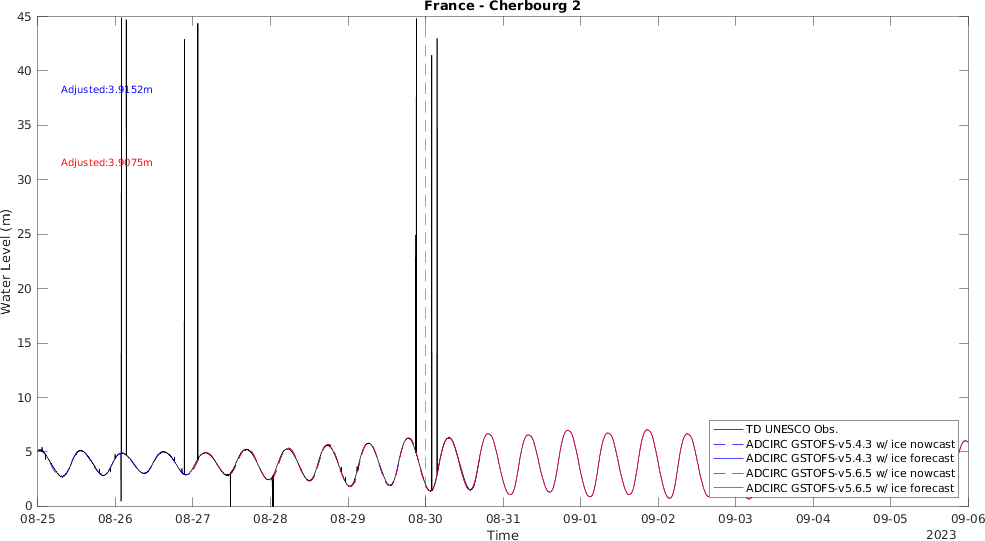 France - Cherbourg 2
45
40
35
30
25
20
15
10
5
0
Water Level (m)
Adjusted:3.9152m
Adjusted:3.9075m
TD UNESCO Obs.
ADCIRC GSTOFS-v5.4.3 w/ ice nowcast
ADCIRC GSTOFS-v5.4.3 w/ ice forecast
ADCIRC GSTOFS-v5.6.5 w/ ice nowcast
ADCIRC GSTOFS-v5.6.5 w/ ice forecast
08-25 08-26 08-27 08-28 08-29 08-30 08-31 09-01 09-02 09-03 09-04 09-05 09-06
Time
2023